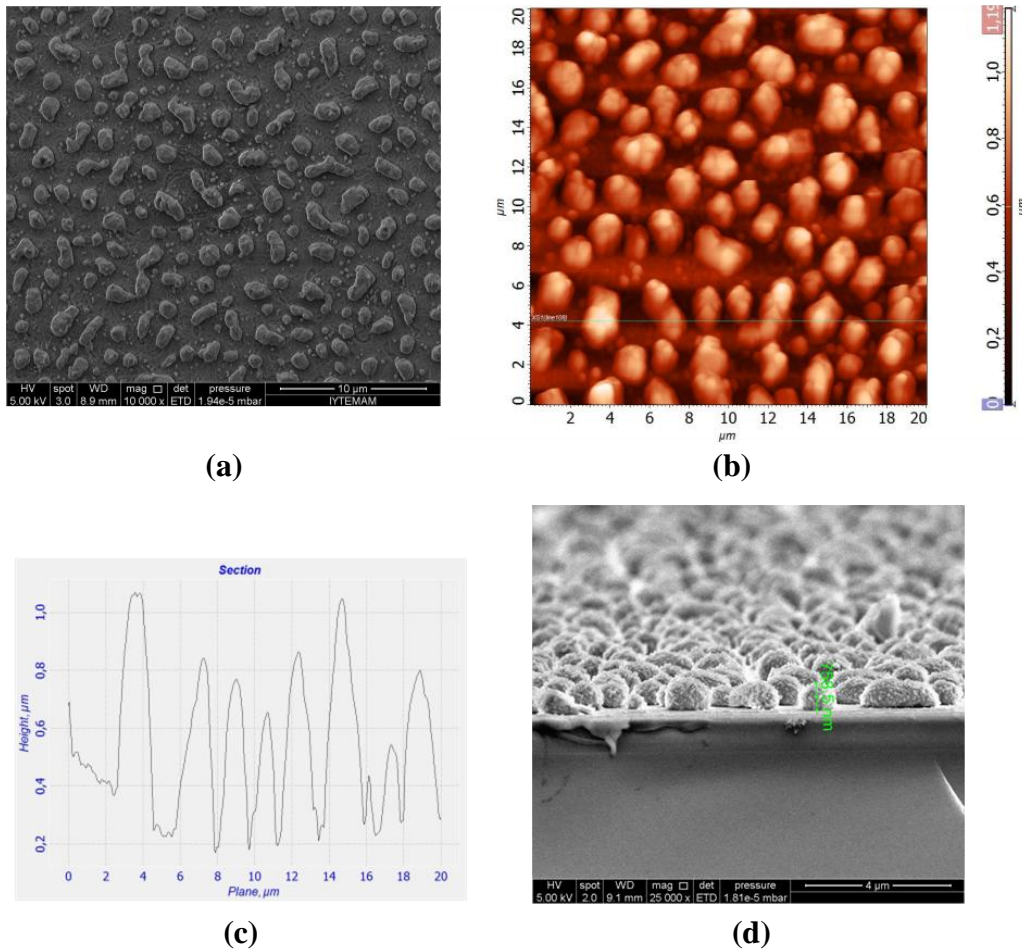 HV spot WD mag □ det pressure 10 µm
5.00 kV 3.0 8.9 mm 10 000 x ETD 1.94e-5 mbar IYTEMAM
(a)
20
18
16
14
12
10
8
6
4
2
0
µm
2 4 6 8 10 12 14 16 18 20
µm
1,0
0,8
0,6
0,4
0,2
0
µm
(b)
Section
1,0
0,8
0,6
0,4
0,2
Height, µm
0 2 4 6 8 10 12 14 16 18 20
Plane, µm
(c)
HV spot WD mag □ det pressure 4 µm
5.00 kV 2.0 9.1 mm 25 000 x ETD 1.81e-5 mbar
(d)